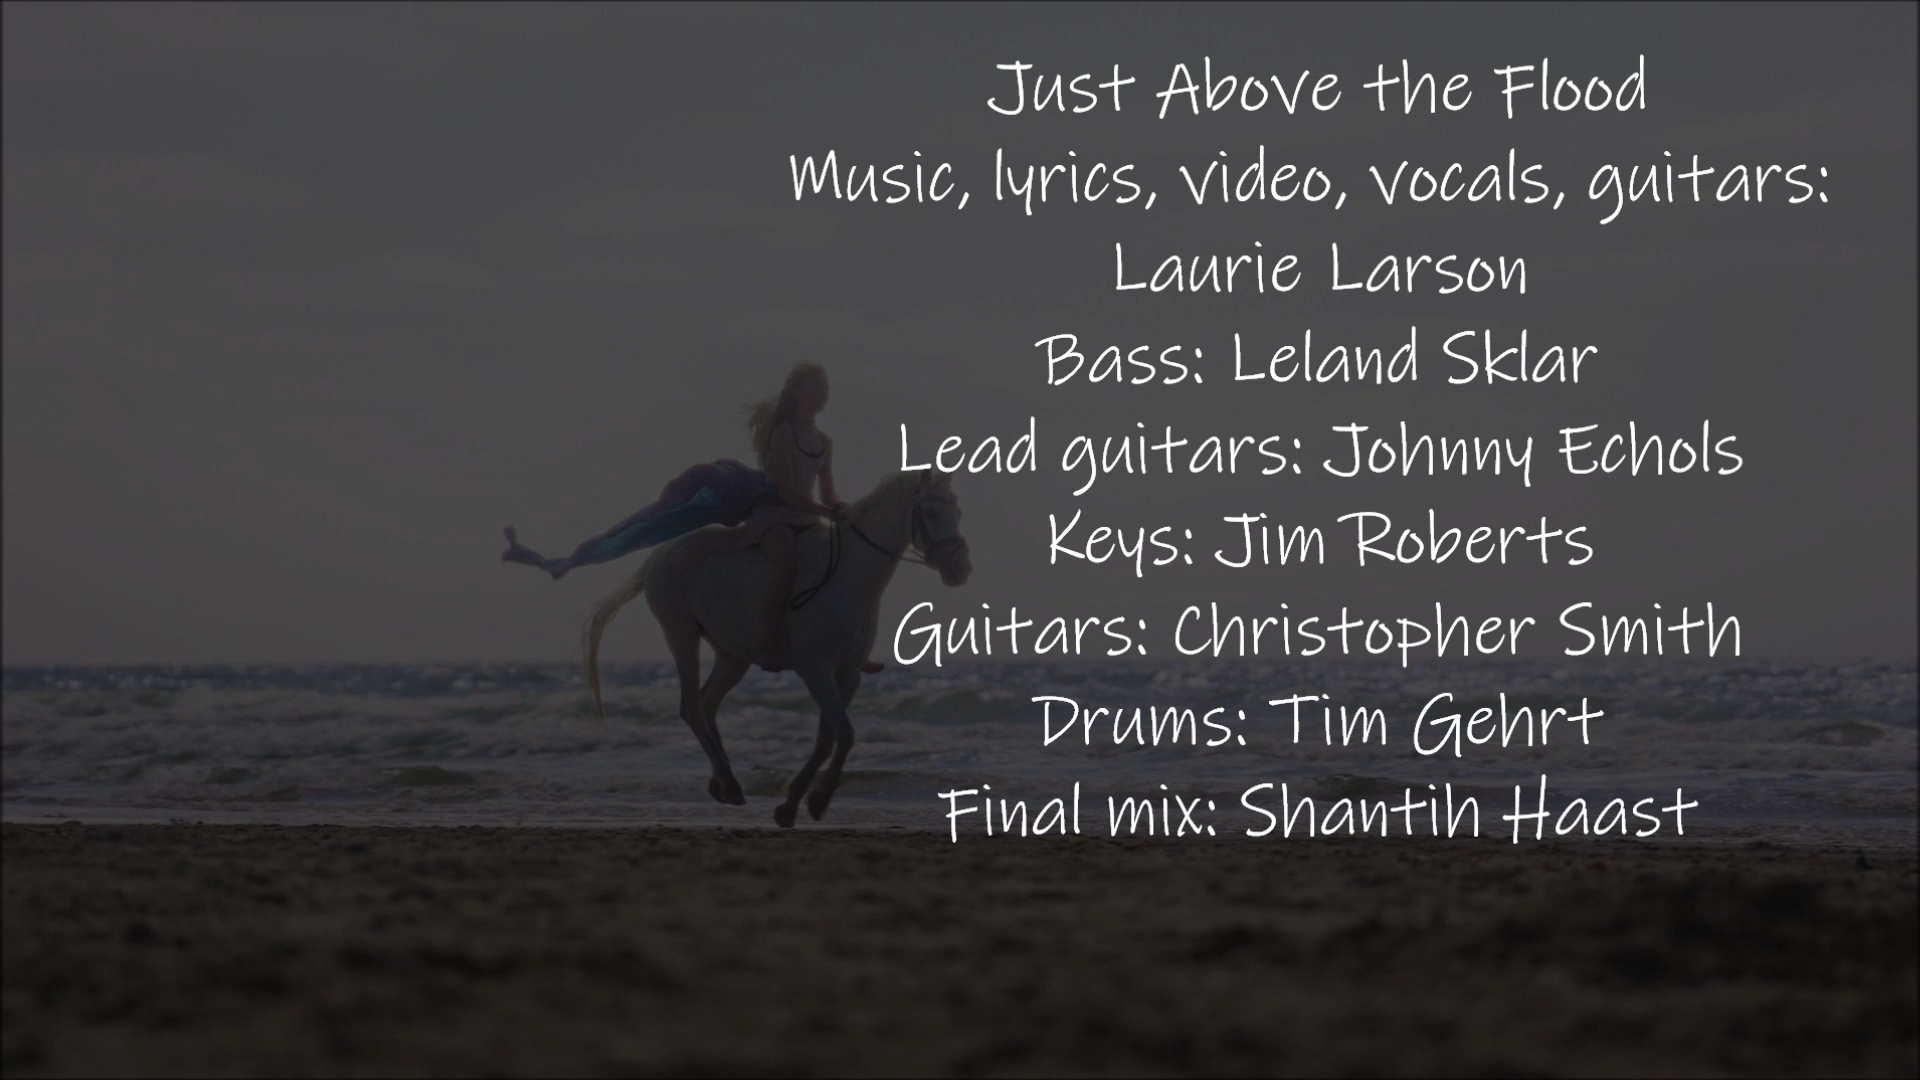 Just Above the Flood
Music, lyrics, video, vocals, guitars:
Laurie Larson
Bass: Leland Sklar
Lead guitars: Johnny Echols
Keys: Jim Roberts
Guitars: Christopher Smith
Drums: Tim Gehrt
Final mix: Shantih Haast